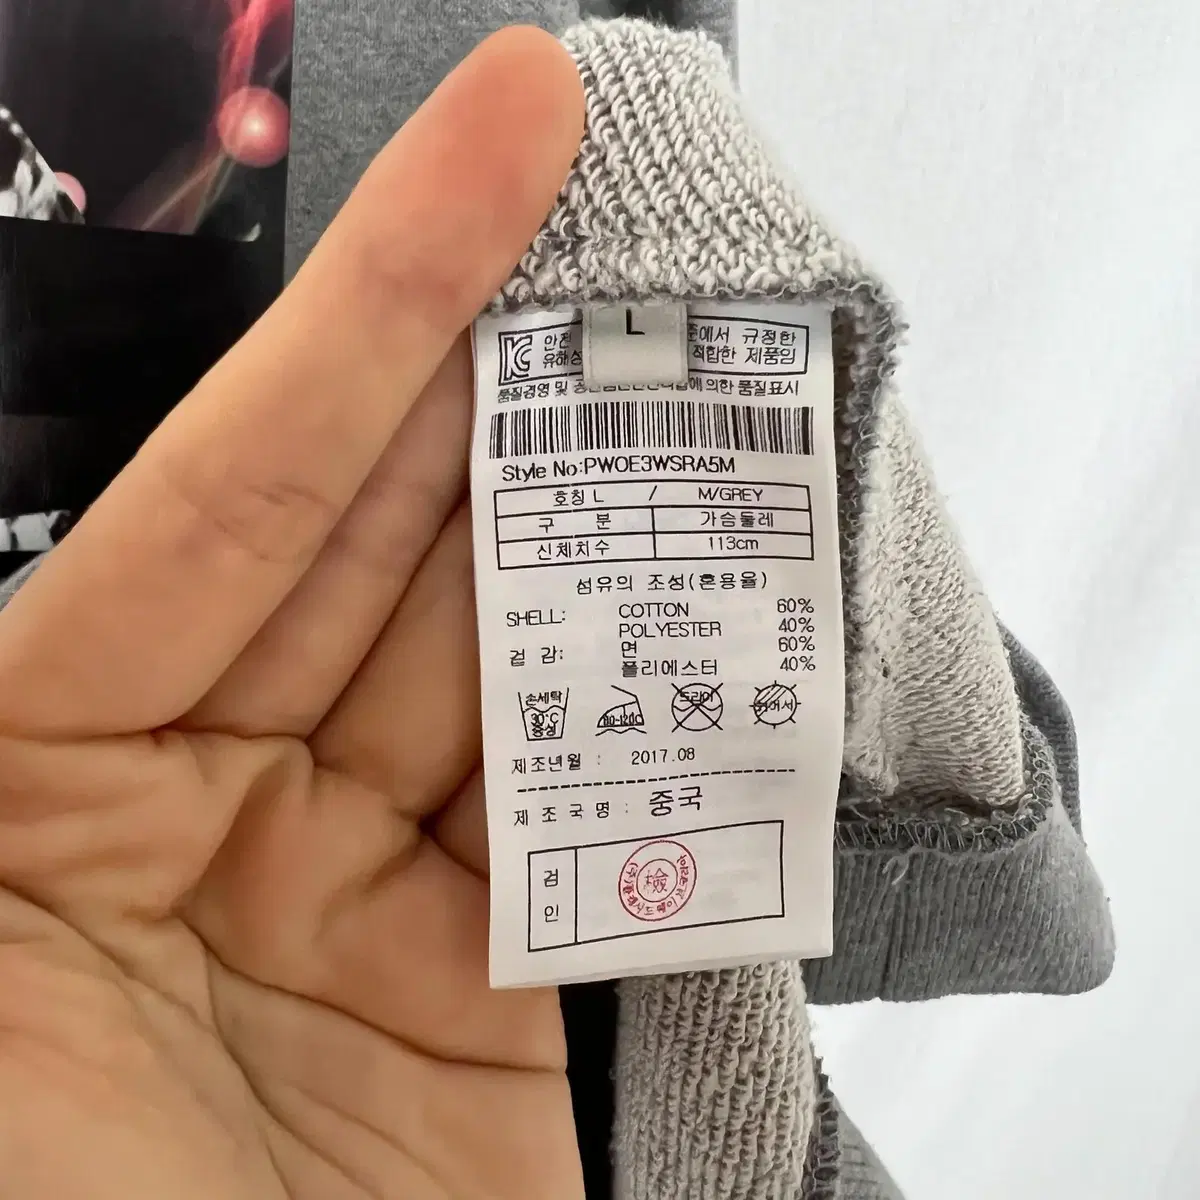 L
안전 준에서 규정한
유해 적합한 제품임
품질경영 및 의한 품질표시
Style No:PWOE3WSRA5M
호칭 L / M/GREY
구 분 가슴둘레
신체치수 113cm
섬유의 조성(혼용율)
SHELL: COTTON 60%
POLYESTER 40%
겉 감: 면 60%
폴리에스터 40%
손세탁 드라이
30°C 80-120C
중성
제조년월 : 2017.08
제 조 국 명 : 중국
검
인
檢